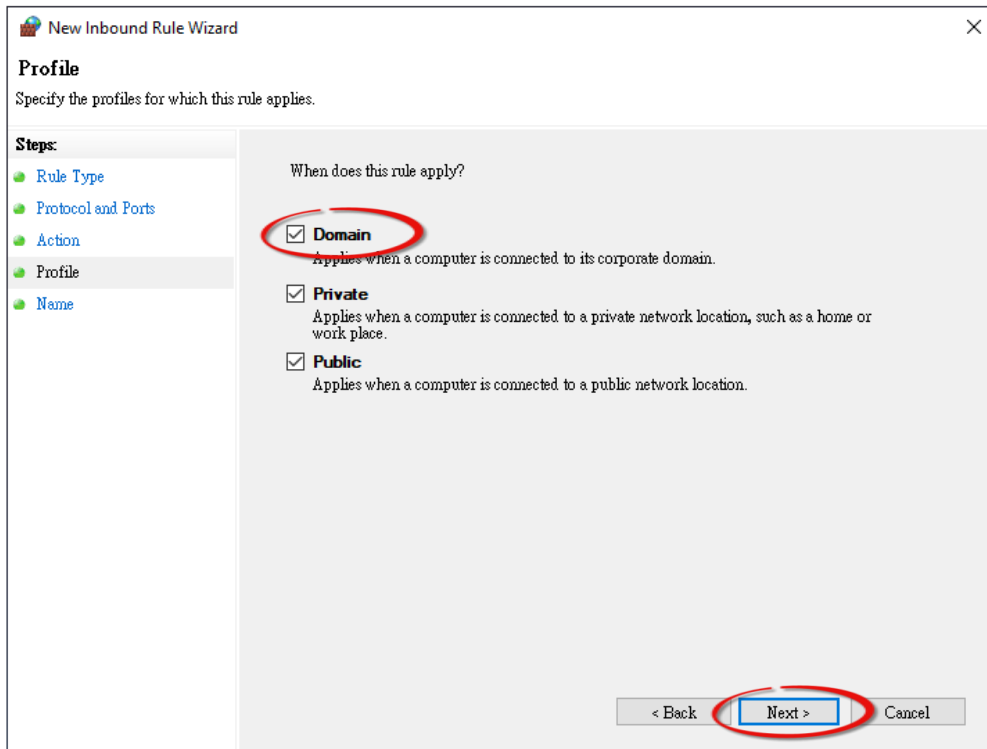 New Inbound Rule Wizard
Profile
Specify the profiles for which this rule applies.
Steps:
Rule Type
Protocol and Ports
Action
Profile
Name
When does this rule apply?
Domain
Applies when a computer is connected to its corporate domain.
Private
Applies when a computer is connected to a private network location, such as a home or
work place.
Public
Applies when a computer is connected to a public network location.
< Back
Next >
Cancel